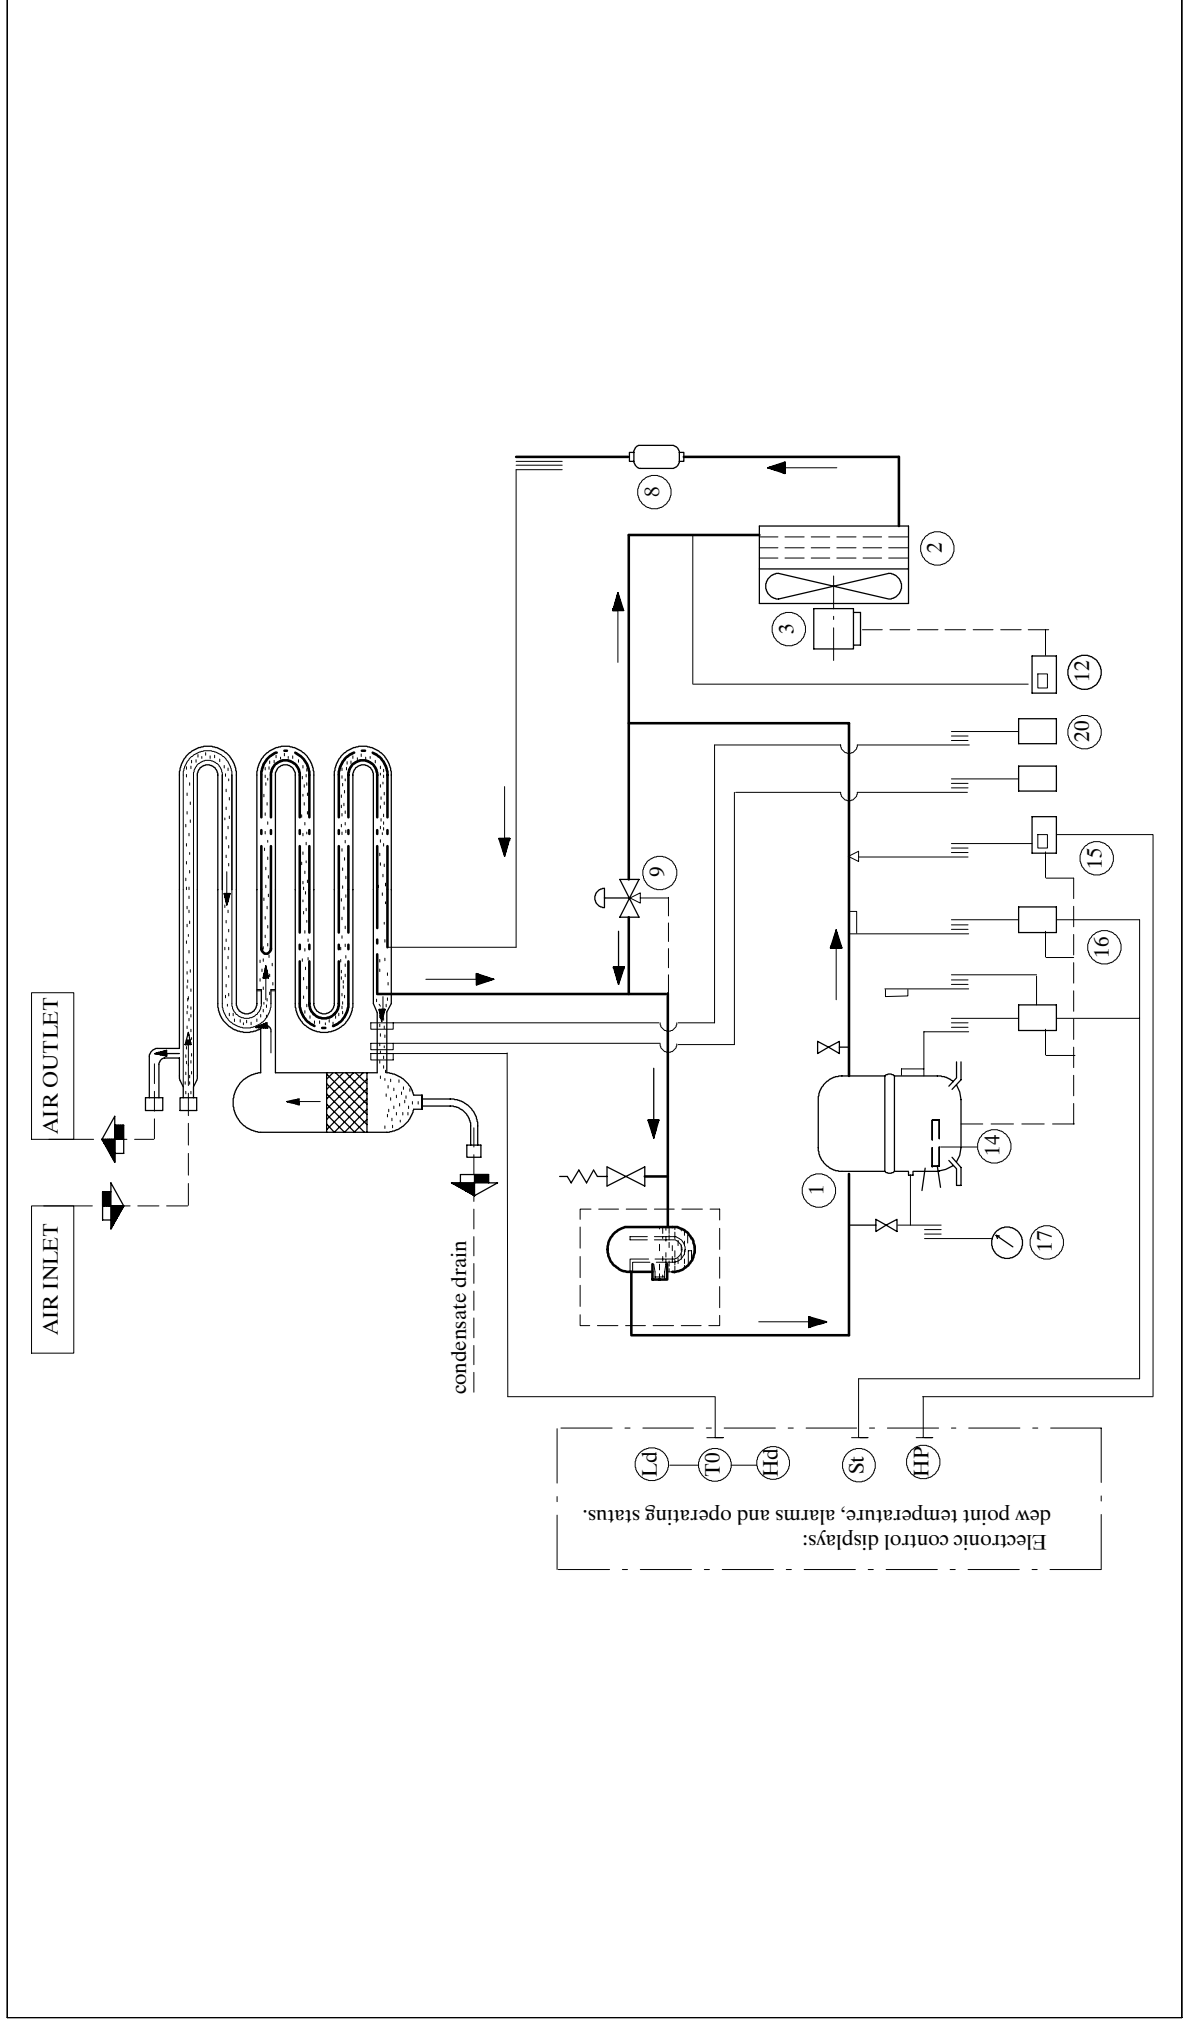 AIR OUTLET
AIR INLET
condensate drain
8
2
3
12
20
9
15
16
14
1
17
Ld
T0
Hd
St
HP
Electronic control displays:
dew point temperature, alarms and operating status.